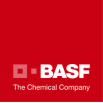 BASF
The Chemical Company